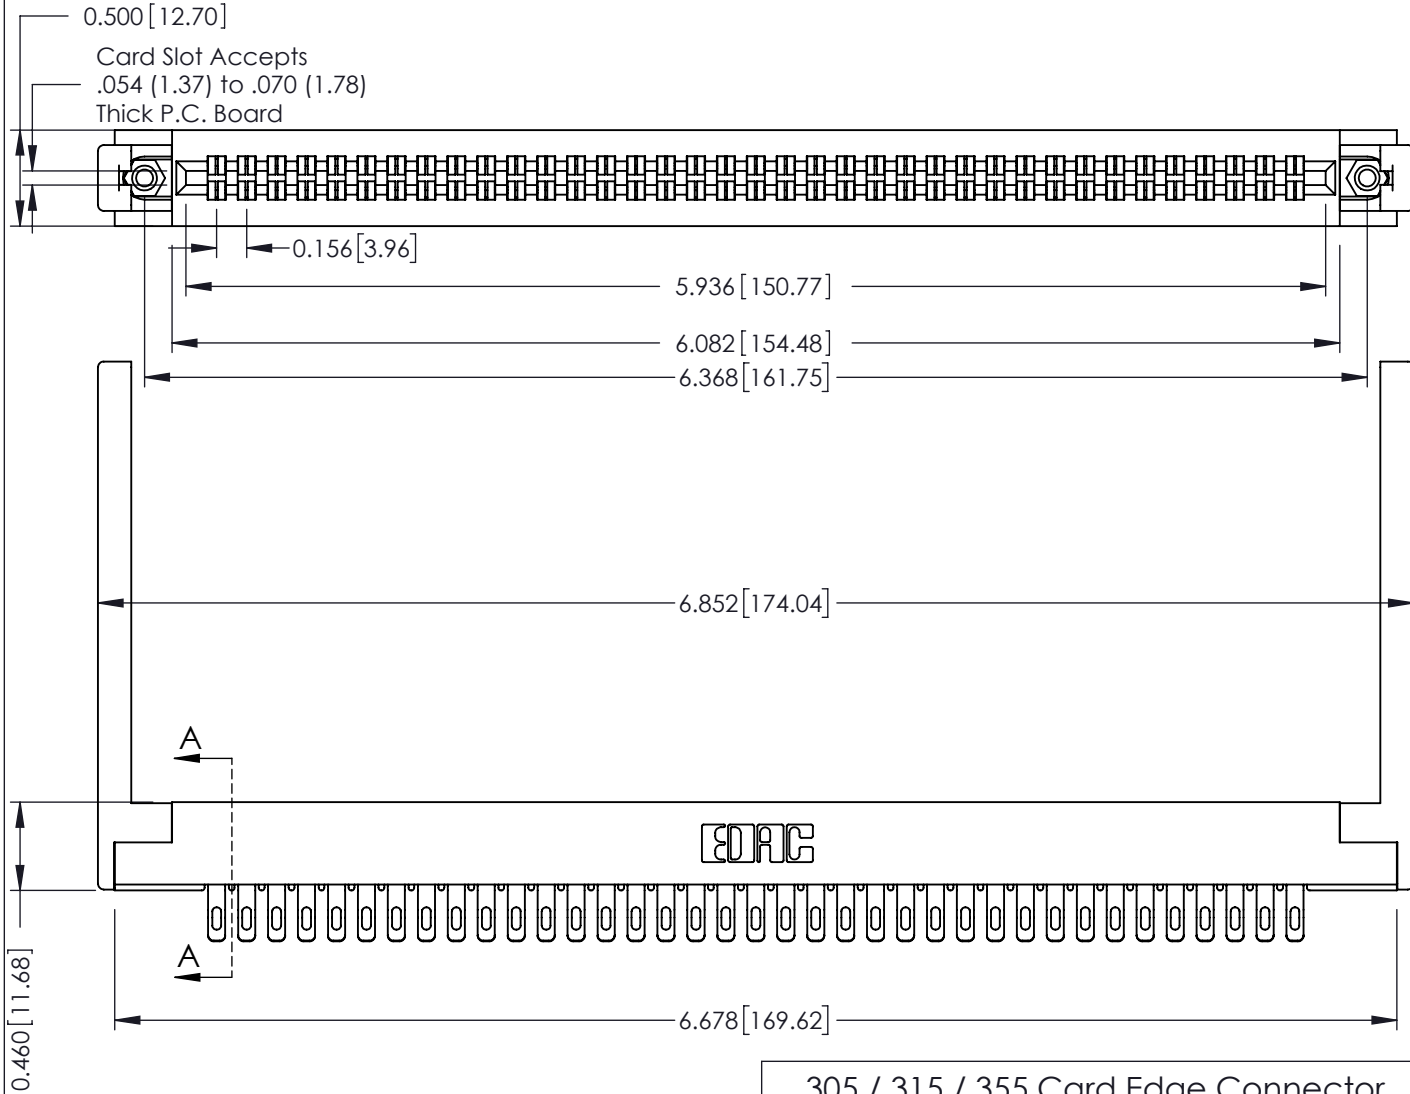 0.500 [12.70]
Card Slot Accepts
.054 (1.37) to .070 (1.78)
Thick P.C. Board
0.156 [3.96]
5.936 [150.77]
6.082 [154.48]
6.368 [161.75]
6.852 [174.04]
A
EDAC
A
0.460 [11.68]
6.678 [169.62]
305 / 315 / 355 Card Edge Connector